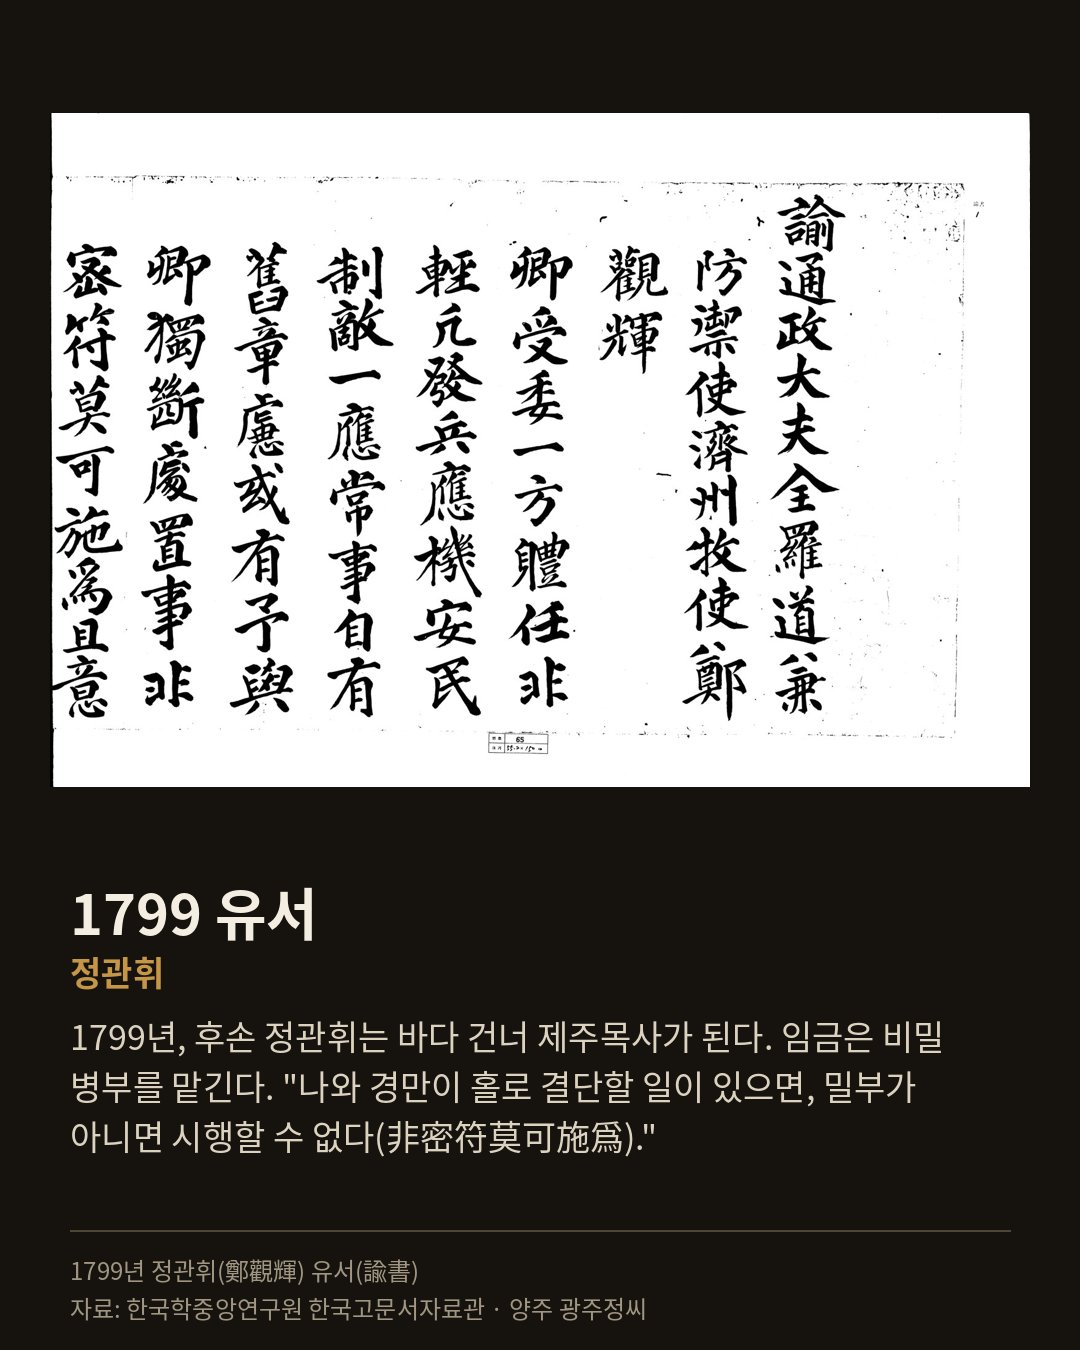 諭通政大夫全羅道兼
防禦使濟州牧使鄭
觀輝
卿受委一方體任非
輕凡發兵應機安民
制敵一應常事自有
舊章慮或有予與
卿獨斷處置事非
密符莫可施爲且意
65
1799 유서
정관휘
1799년, 후손 정관휘는 바다 건너 제주목사가 된다. 임금은 비밀
병부를 맡긴다. "나와 경만이 홀로 결단할 일이 있으면, 밀부가
아니면 시행할 수 없다(非密符莫可施爲)."
1799년 정관휘(鄭觀輝) 유서(諭書)
자료: 한국학중앙연구원 한국고문서자료관 · 양주 광주정씨